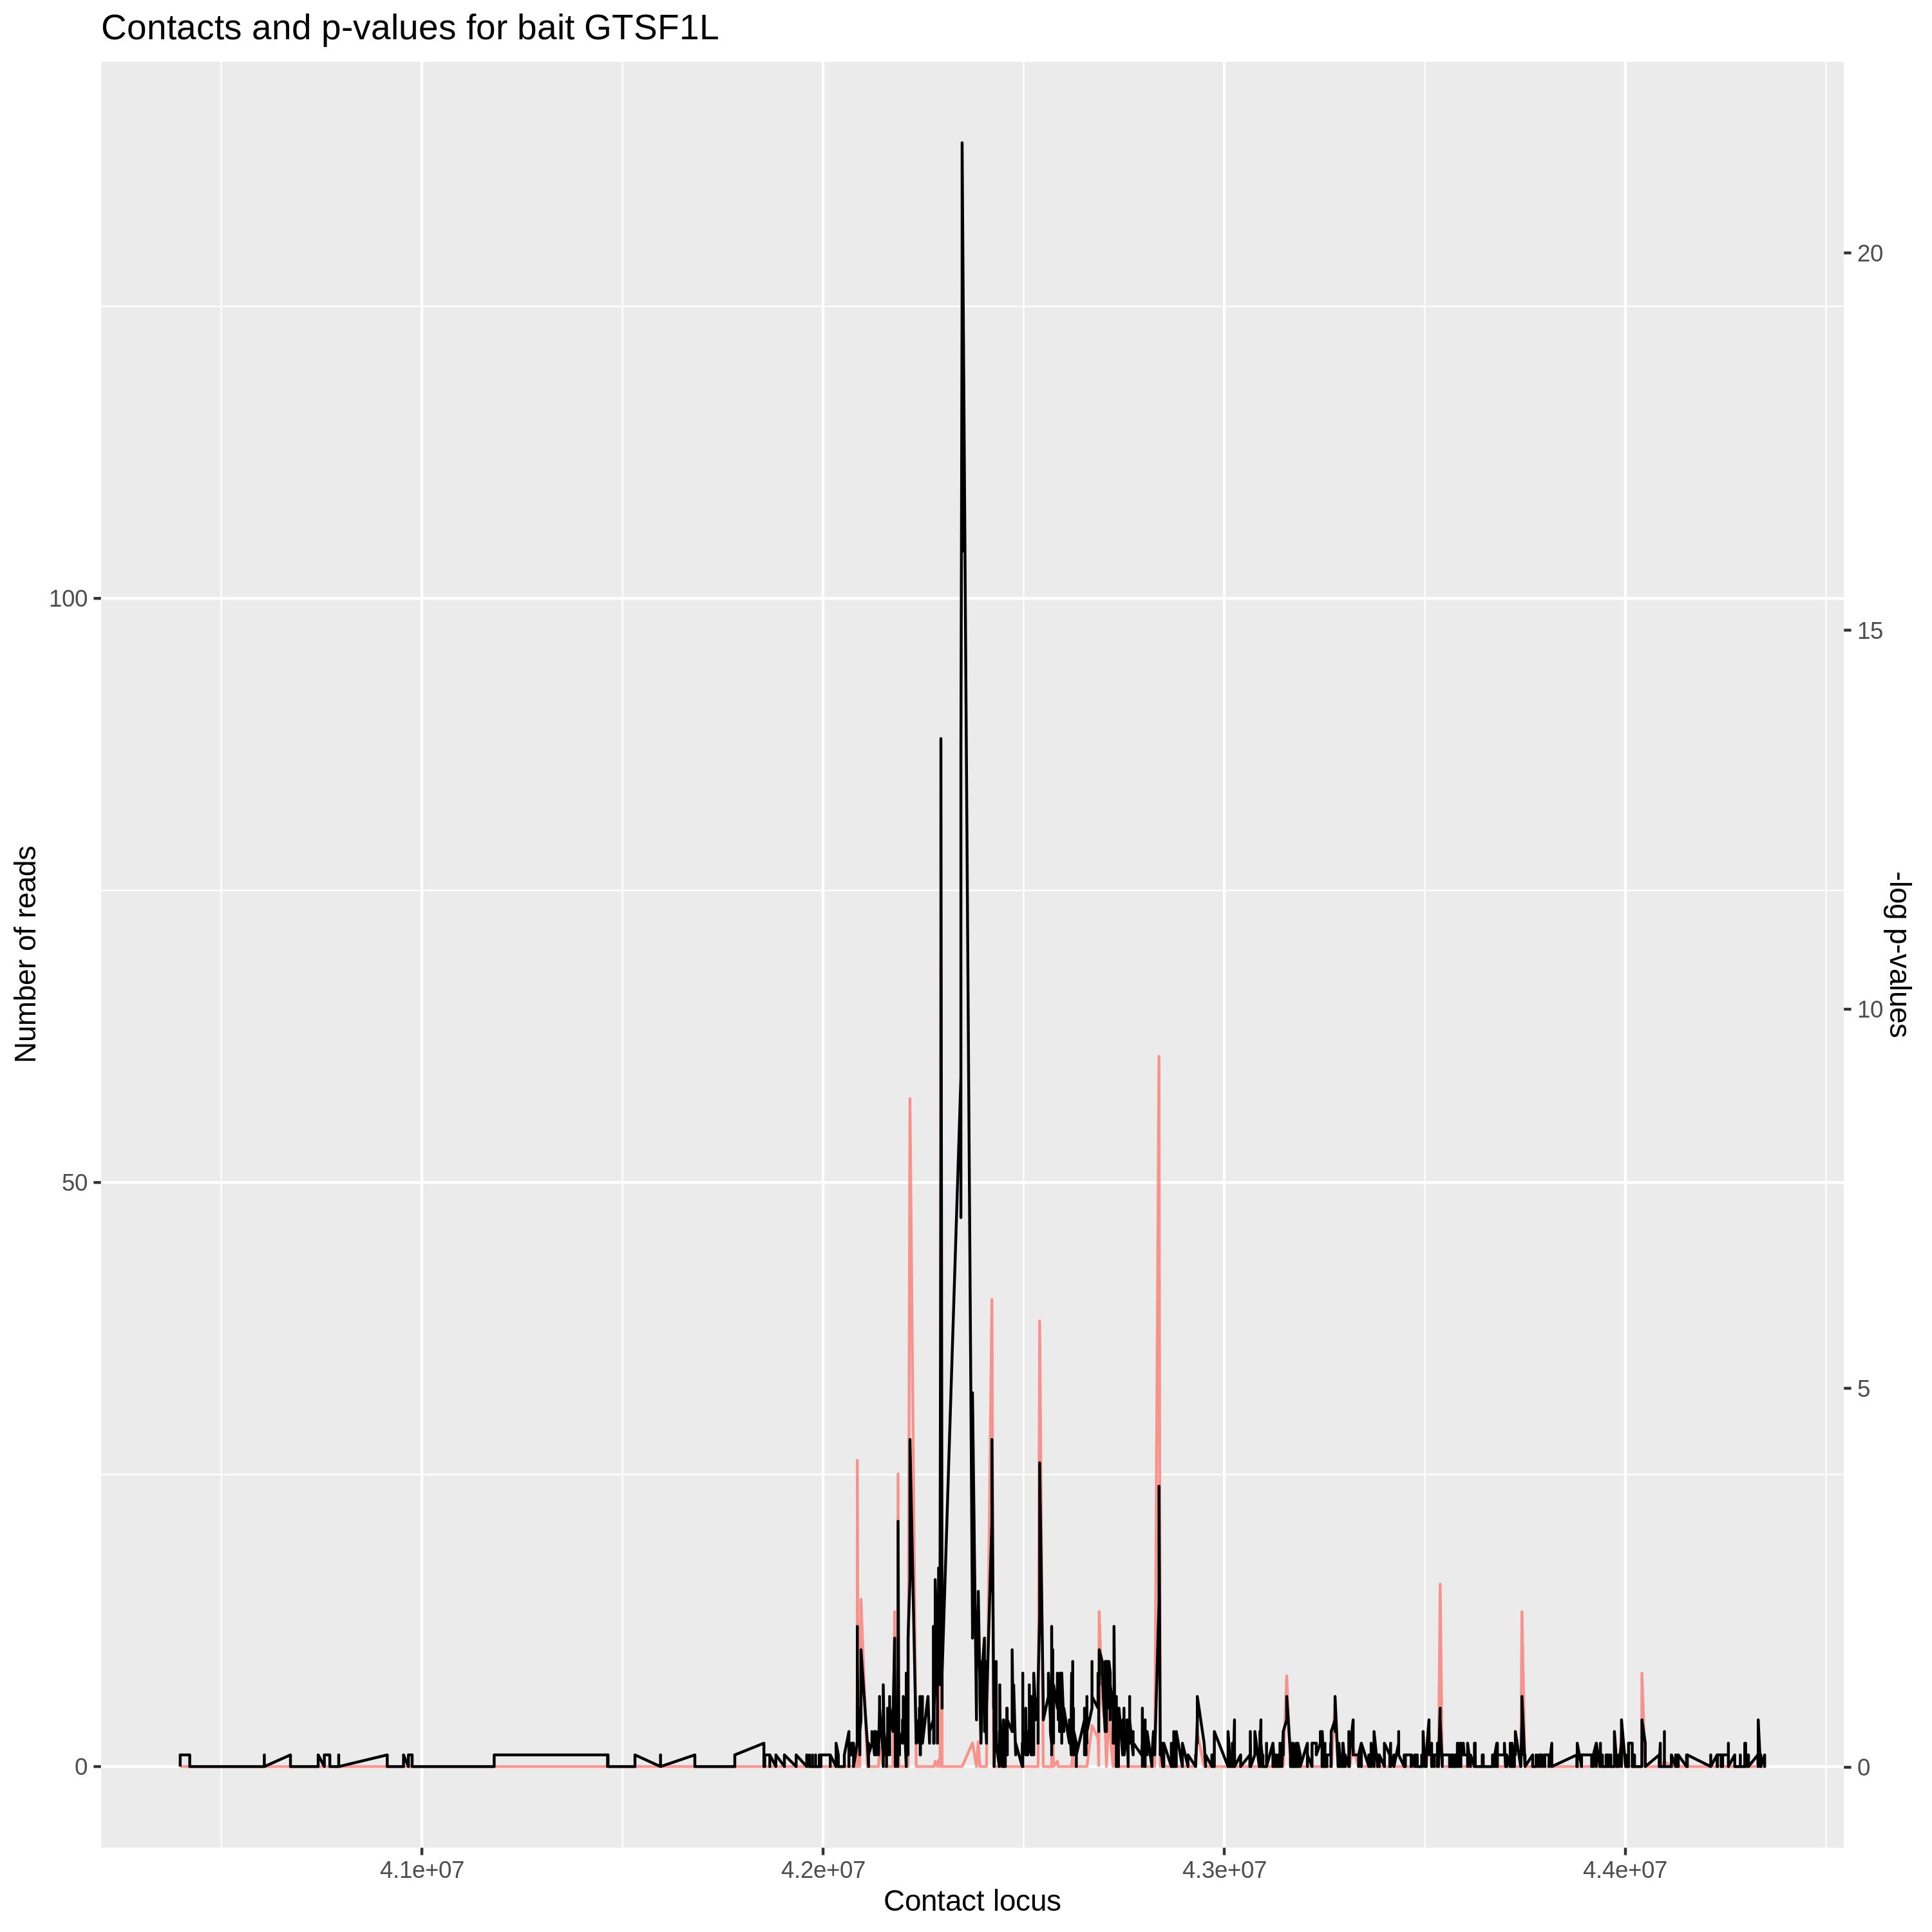 Contacts and p-values for bait GTSF1L
Number of reads
100
50
0
20
15
10
5
0
-log p-values
4.1e+07
4.2e+07
4.3e+07
4.4e+07
Contact locus